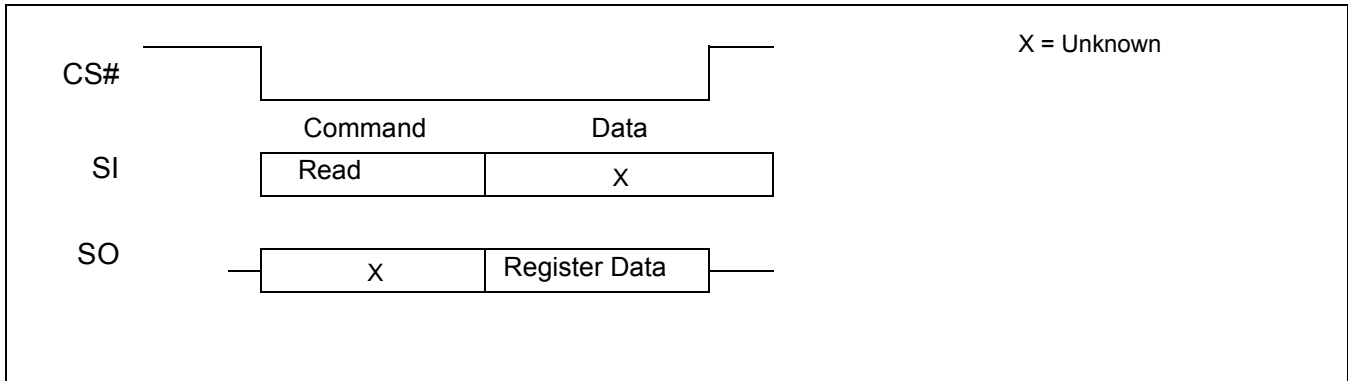 X = Unknown
CS#
Command Data
SI Read X
SO X Register Data